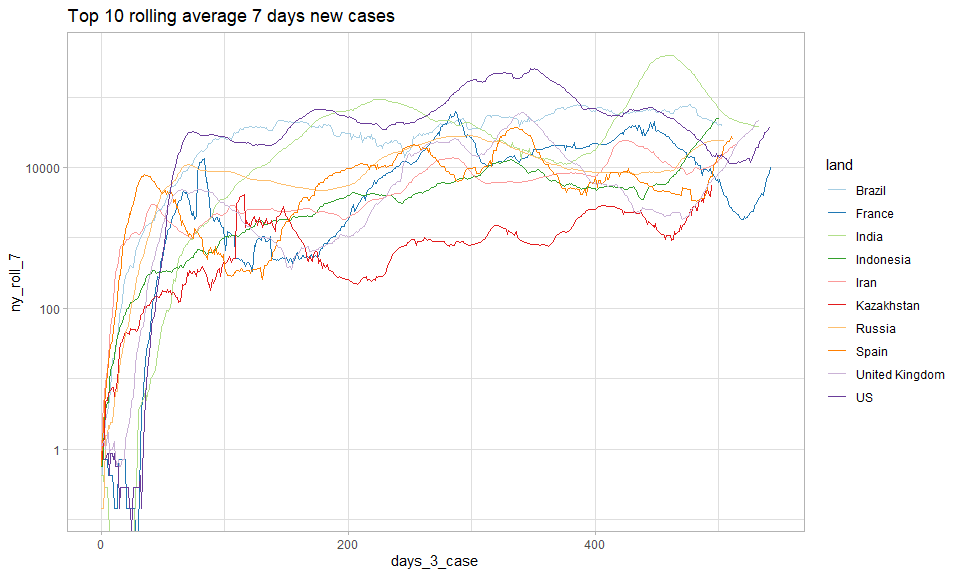 Top 10 rolling average 7 days new cases
ny_roll_7
10000
100
1
0
200
400
days_3_case
land
Brazil
France
India
Indonesia
Iran
Kazakhstan
Russia
Spain
United Kingdom
US